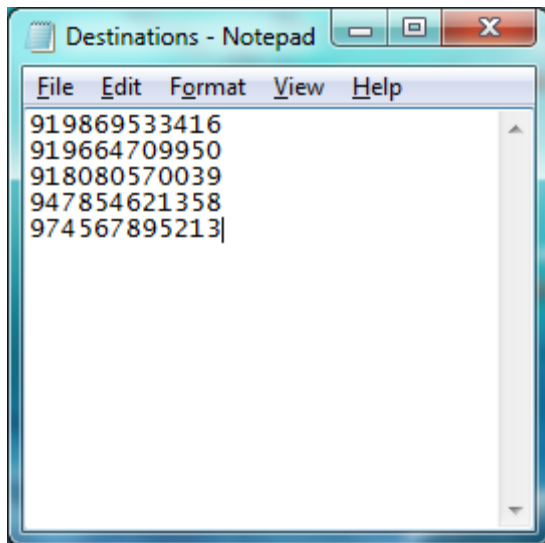 Destinations - Notepad
File Edit Format View Help
919869533416
919664709950
918080570039
947854621358
974567895213